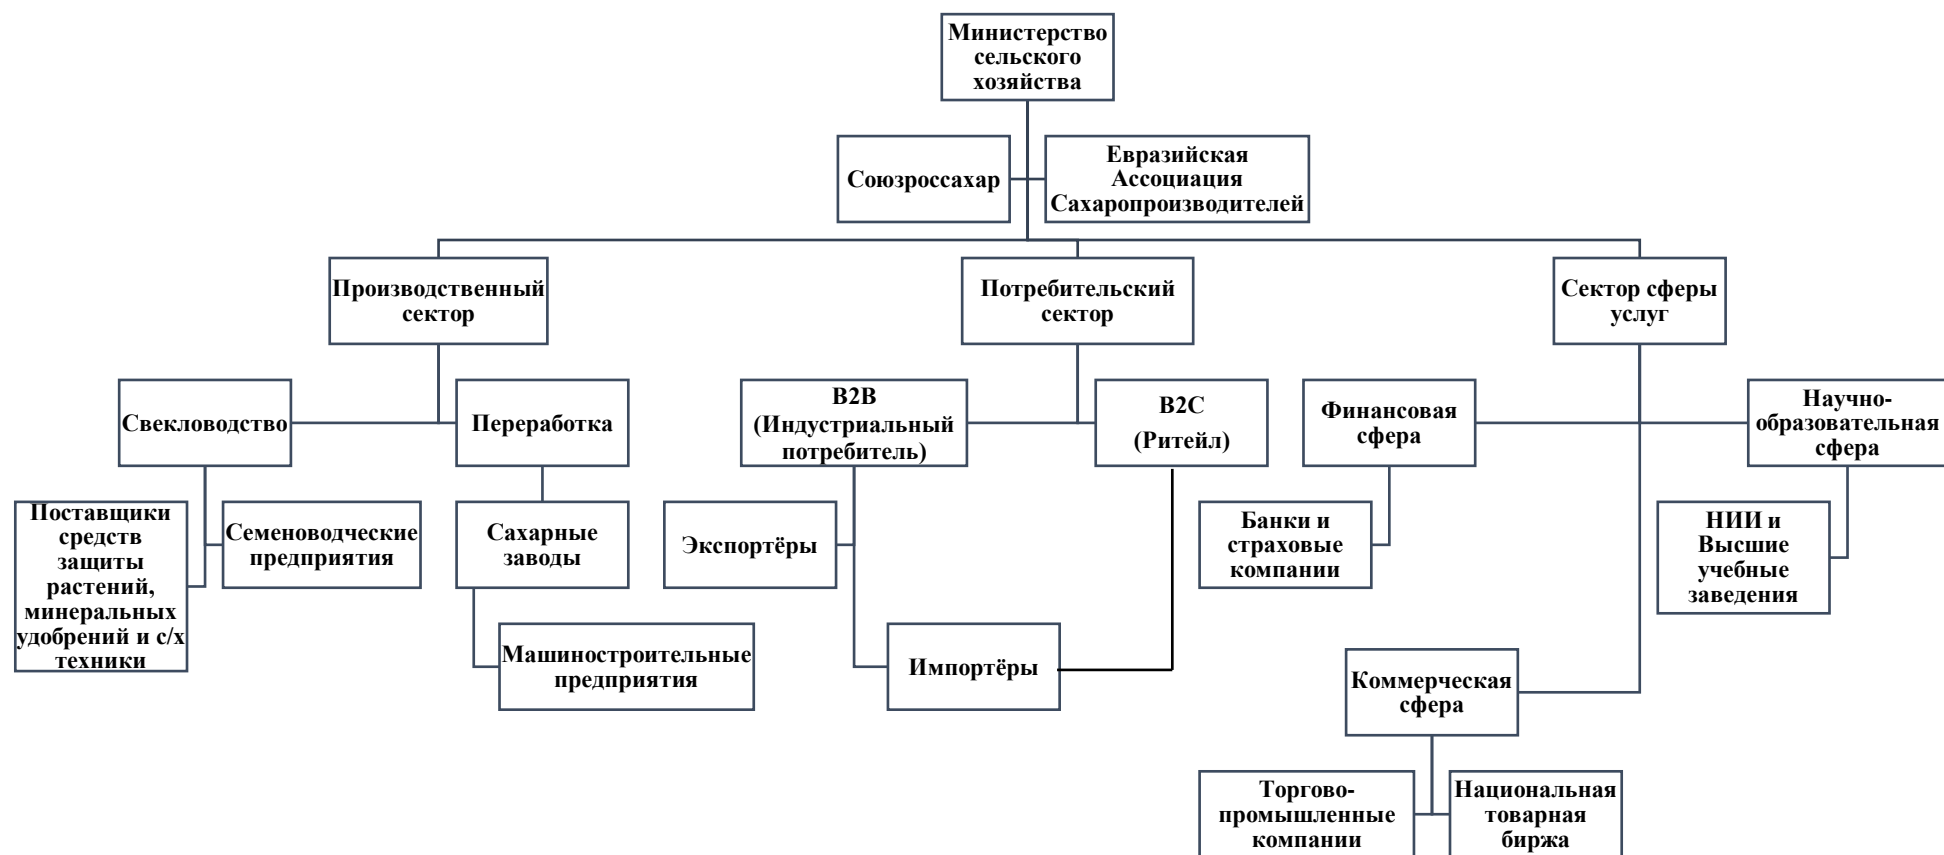 Министерство
сельского
хозяйства
Союзроссахар
Евразийская
Ассоциация
Сахаропроизводителей
Производственный
сектор
Потребительский
сектор
Сектор сферы
услуг
Свекловодство
Переработка
B2B
(Индустриальный
потребитель)
B2C
(Ритейл)
Финансовая
сфера
Научно-
образовательная
сфера
Поставщики
средств
защиты
растений,
минеральных
удобрений и с/х
техники
Семеноводческие
предприятия
Сахарные
заводы
Экспортёры
Банки и
страховые
компании
НИИ и
Высшие
учебные
заведения
Машиностроительные
предприятия
Импортёры
Коммерческая
сфера
Торгово-
промышленные
компании
Национальная
товарная
биржа